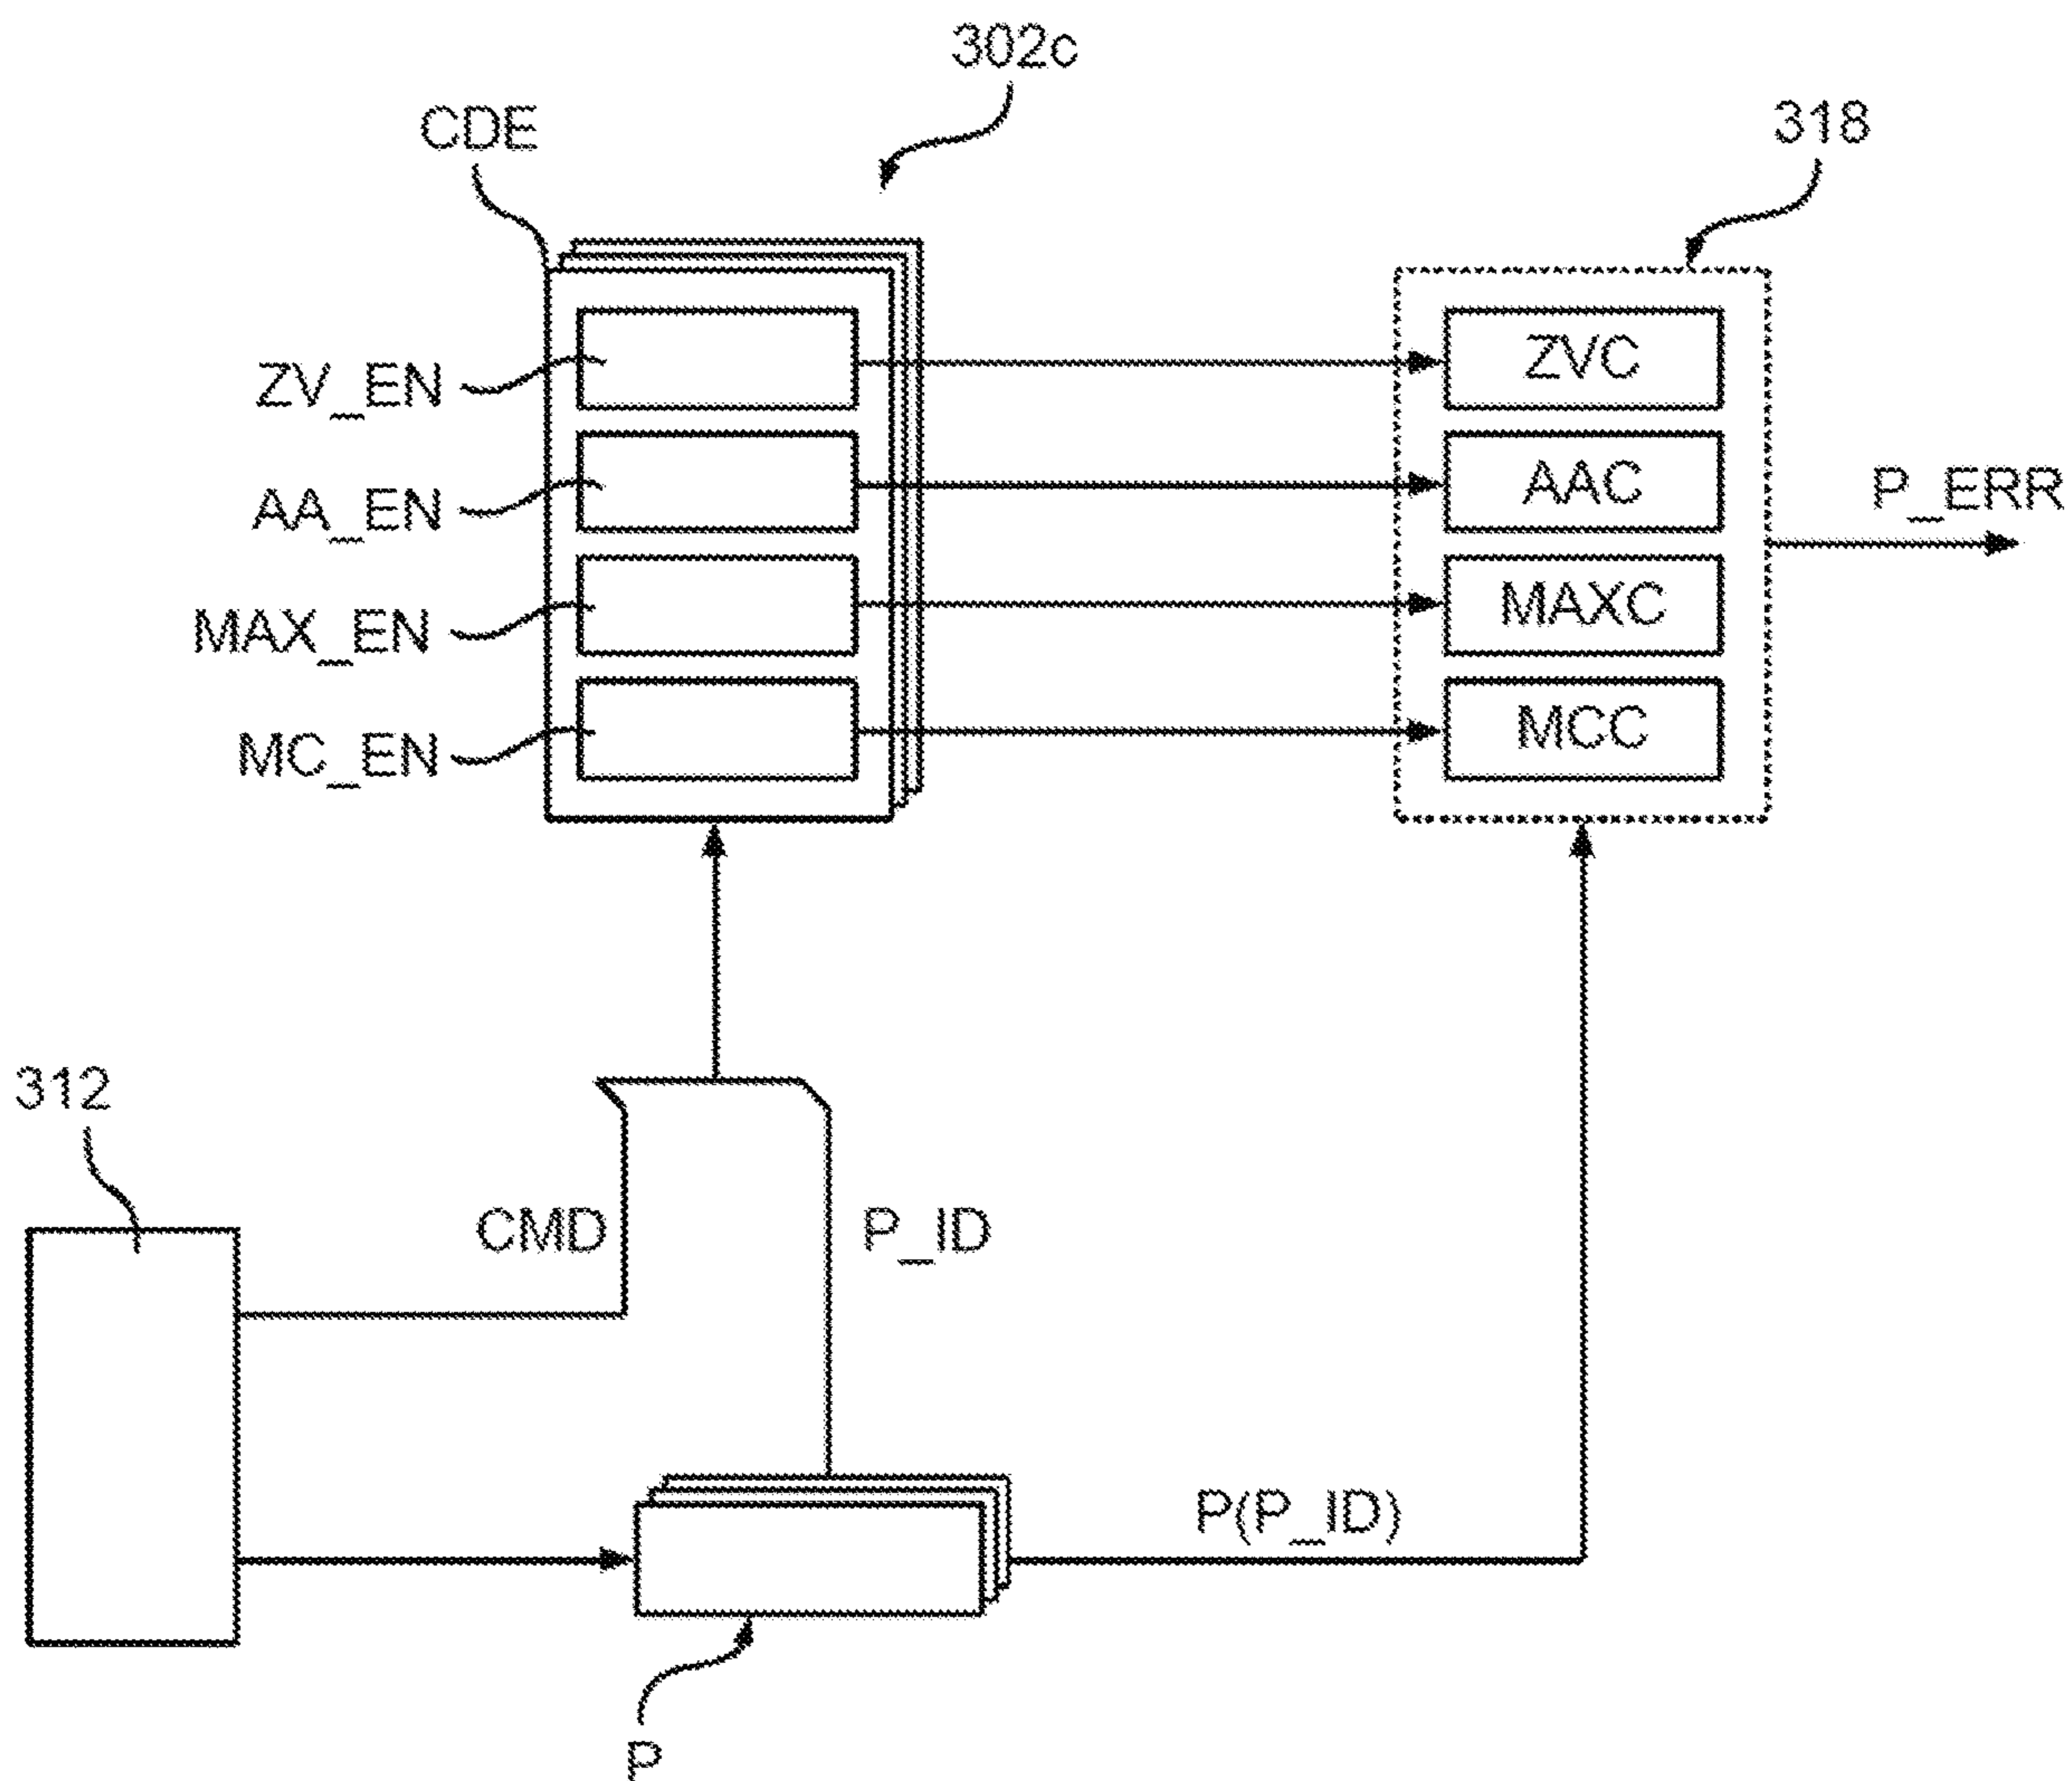 302c
CDE
318
ZV_EN
ZVC
AA_EN
AAC
P_ERR
MAX_EN
MAXC
MC_EN
MCC
312
CMD
P_ID
P(P_ID)
P